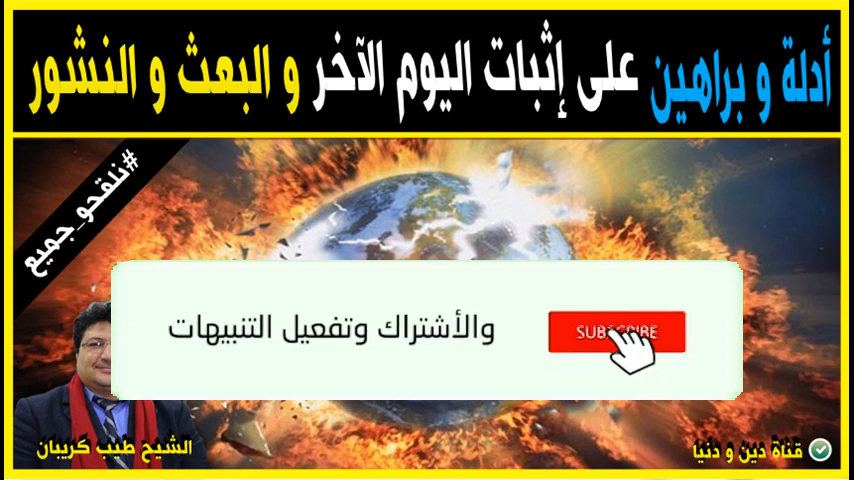 أدلة و براهين على إثبات اليوم الآخر و البعث و النشور
#نلقحو_جميع
والأشتراك وتفعيل التنبيهات
SUBSCRIBE
الشيخ طيب كريبان
قناة دين و دنيا